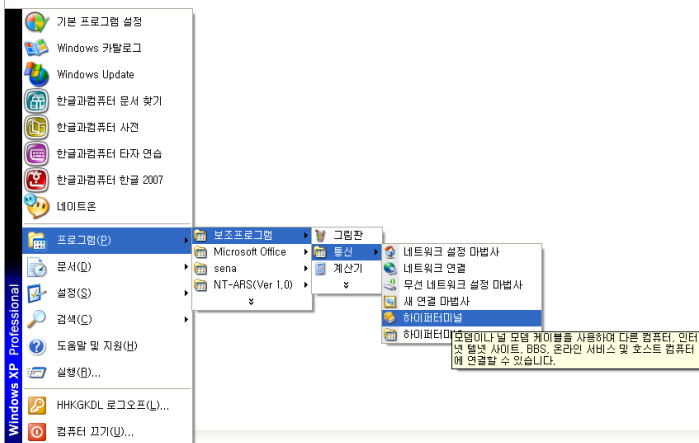 기본 프로그램 설정
Windows 카탈로그
Windows Update
한글과컴퓨터 문서 찾기
한글과컴퓨터 사전
한글과컴퓨터 타자 연습
한글과컴퓨터 한글 2007
네이트온
프로그램(P)
문서(D)
설정(S)
검색(C)
도움말 및 지원(H)
실행(R)...
HHKGKDL 로그오프(L)...
컴퓨터 끄기(U)...
Windows XP Professional
보조프로그램
Microsoft Office
sena
NT-ARS(Ver 1,0)
그림판
통신
계산기
네트워크 설정 마법사
네트워크 연결
무선 네트워크 설정 마법사
새 연결 마법사
하이퍼터미널
하이퍼터미널
모뎀이나 널 모뎀 케이블을 사용하여 다른 컴퓨터, 인터
넷 텔넷 사이트, BBS, 온라인 서비스 및 호스트 컴퓨터
에 연결할 수 있습니다.